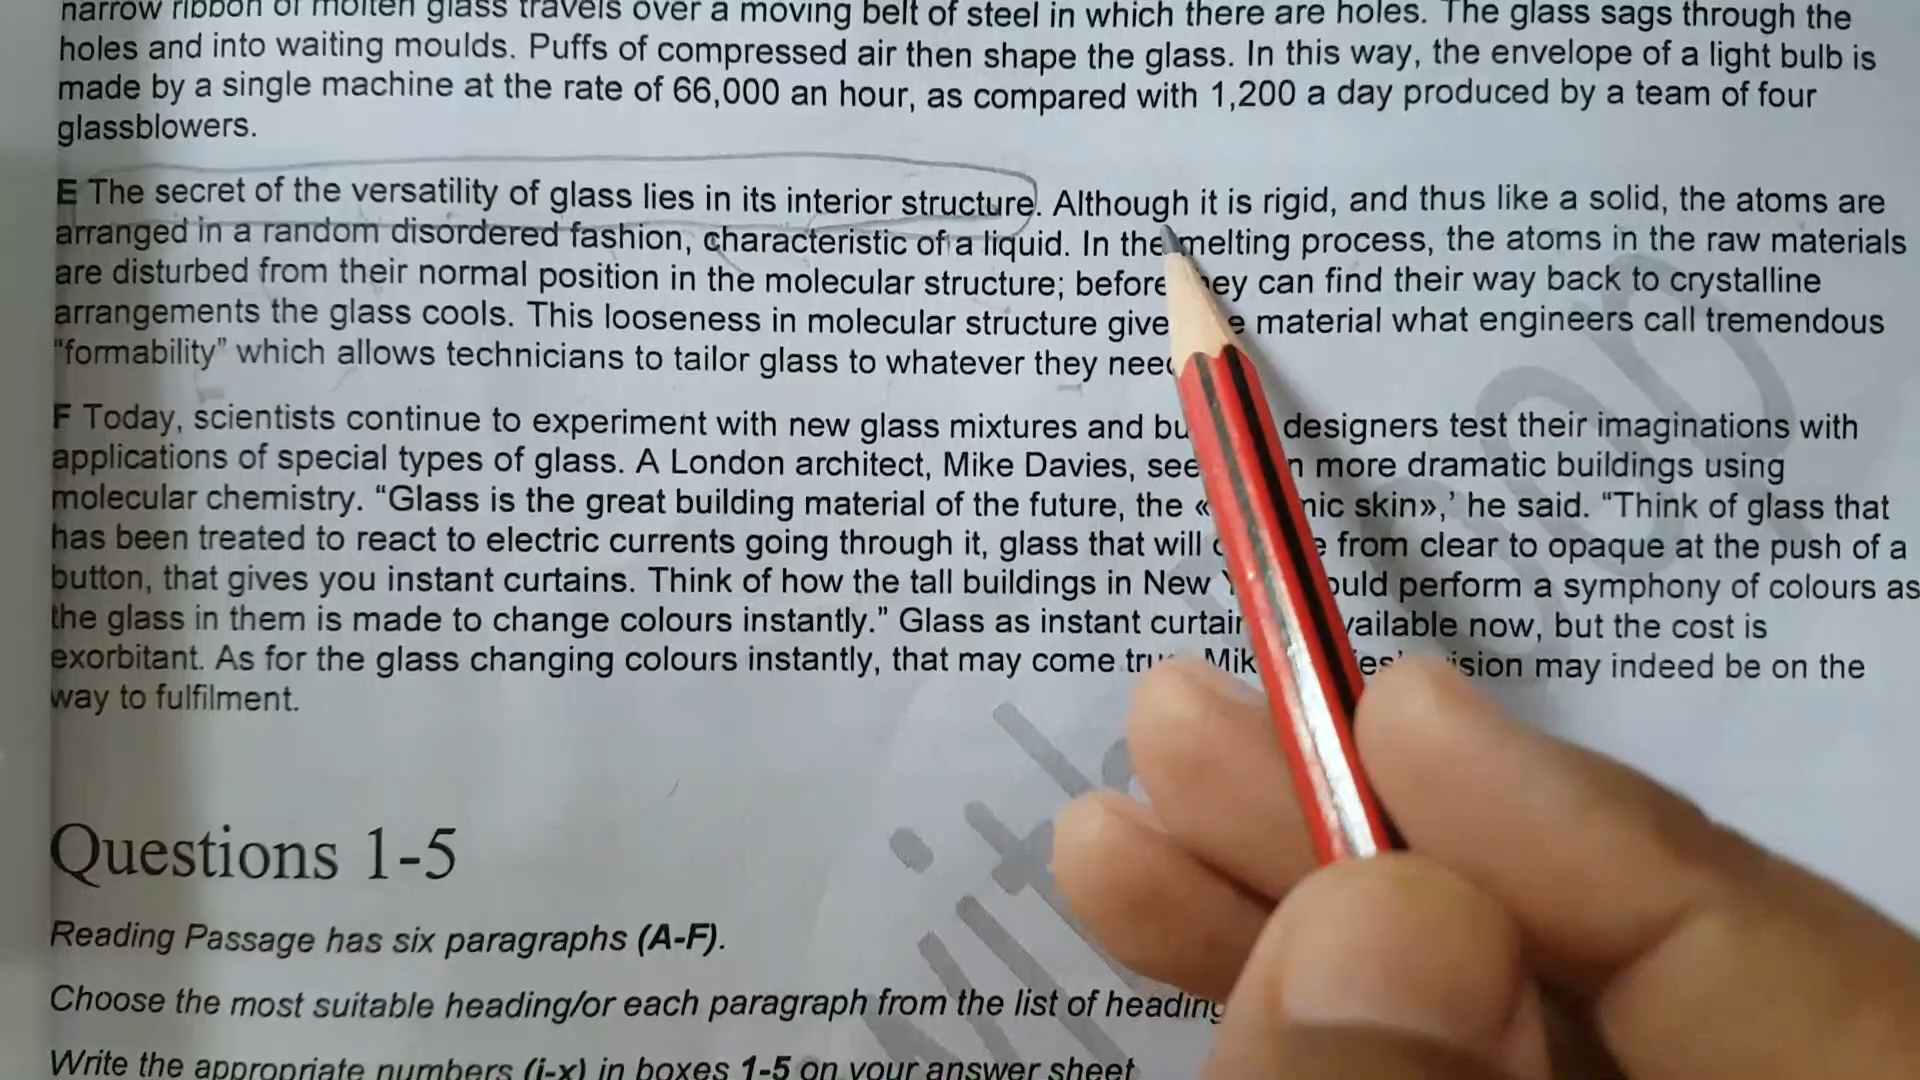 narrow ribbon of molten glass travels over a moving belt of steel in which there are holes. The glass sags through the
holes and into waiting moulds. Puffs of compressed air then shape the glass. In this way, the envelope of a light bulb is
made by a single machine at the rate of 66,000 an hour, as compared with 1,200 a day produced by a team of four
glassblowers.
E The secret of the versatility of glass lies in its interior structure. Although it is rigid, and thus like a solid, the atoms are
arranged in a random disordered fashion, characteristic of a liquid. In the melting process, the atoms in the raw materials
are disturbed from their normal position in the molecular structure; before they can find their way back to crystalline
arrangements the glass cools. This looseness in molecular structure gives material what engineers call tremendous
“formability” which allows technicians to tailor glass to whatever they need
F Today, scientists continue to experiment with new glass mixtures and designers test their imaginations with
applications of special types of glass. A London architect, Mike Davies, more dramatic buildings using
molecular chemistry. “Glass is the great building material of the future, the « skin»,’ he said. “Think of glass that
has been treated to react to electric currents going through it, glass that will from clear to opaque at the push of a
button, that gives you instant curtains. Think of how the tall buildings in New could perform a symphony of colours as
the glass in them is made to change colours instantly.” Glass as instant curtains available now, but the cost is
exorbitant. As for the glass changing colours instantly, that may come true. Mike Davies’ vision may indeed be on the
way to fulfilment.
Questions 1-5
Reading Passage has six paragraphs (A-F).
Choose the most suitable heading/or each paragraph from the list of heading
Write the appropriate numbers (i-x) in boxes 1-5 on your answer sheet
with